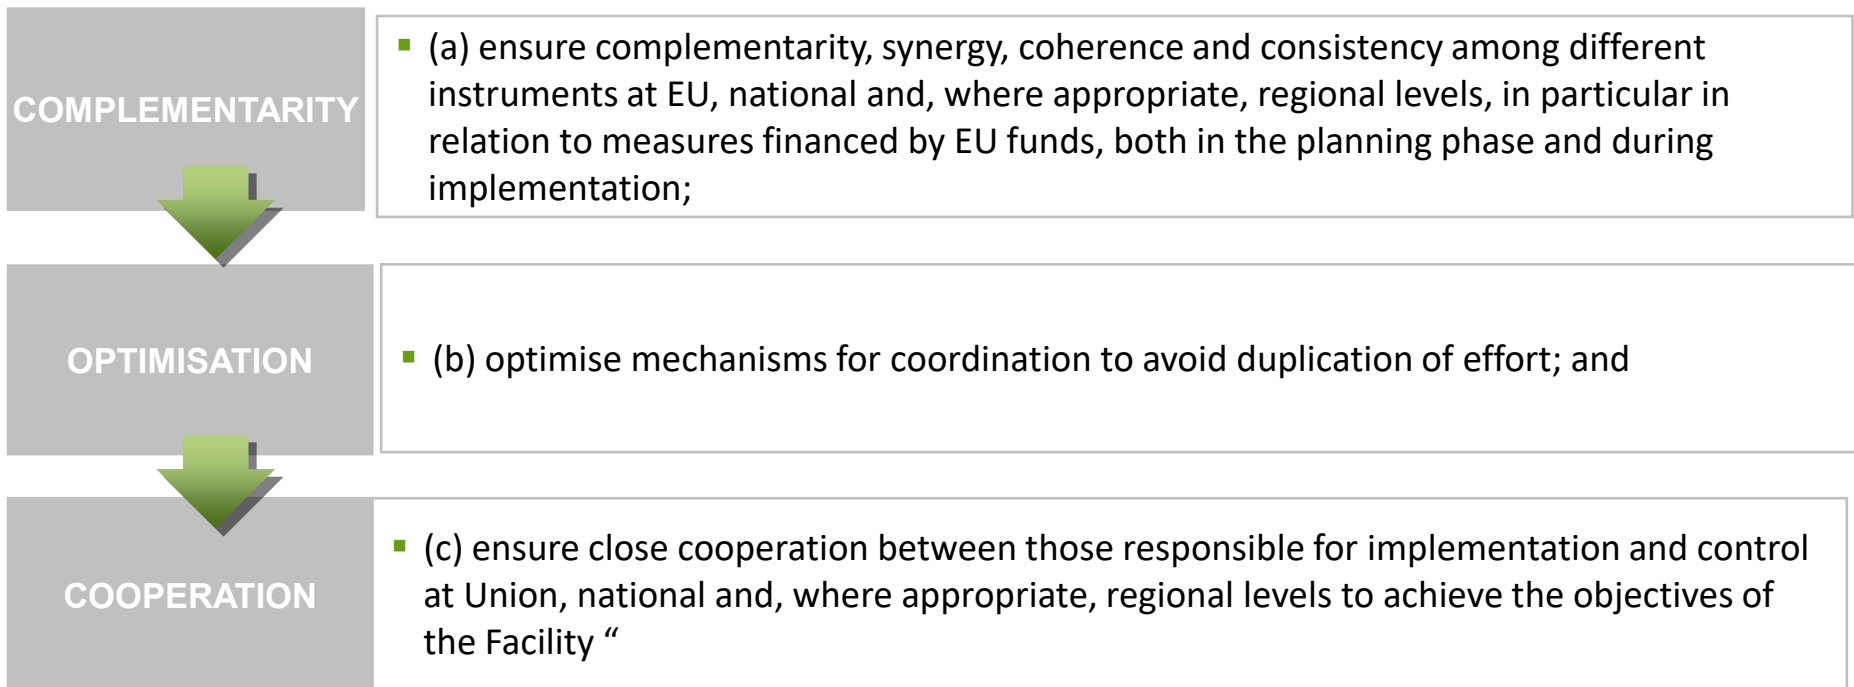 COMPLEMENTARITY
▪ (a) ensure complementarity, synergy, coherence and consistency among different
instruments at EU, national and, where appropriate, regional levels, in particular in
relation to measures financed by EU funds, both in the planning phase and during
implementation;
OPTIMISATION
▪ (b) optimise mechanisms for coordination to avoid duplication of effort; and
COOPERATION
▪ (c) ensure close cooperation between those responsible for implementation and control
at Union, national and, where appropriate, regional levels to achieve the objectives of
the Facility “